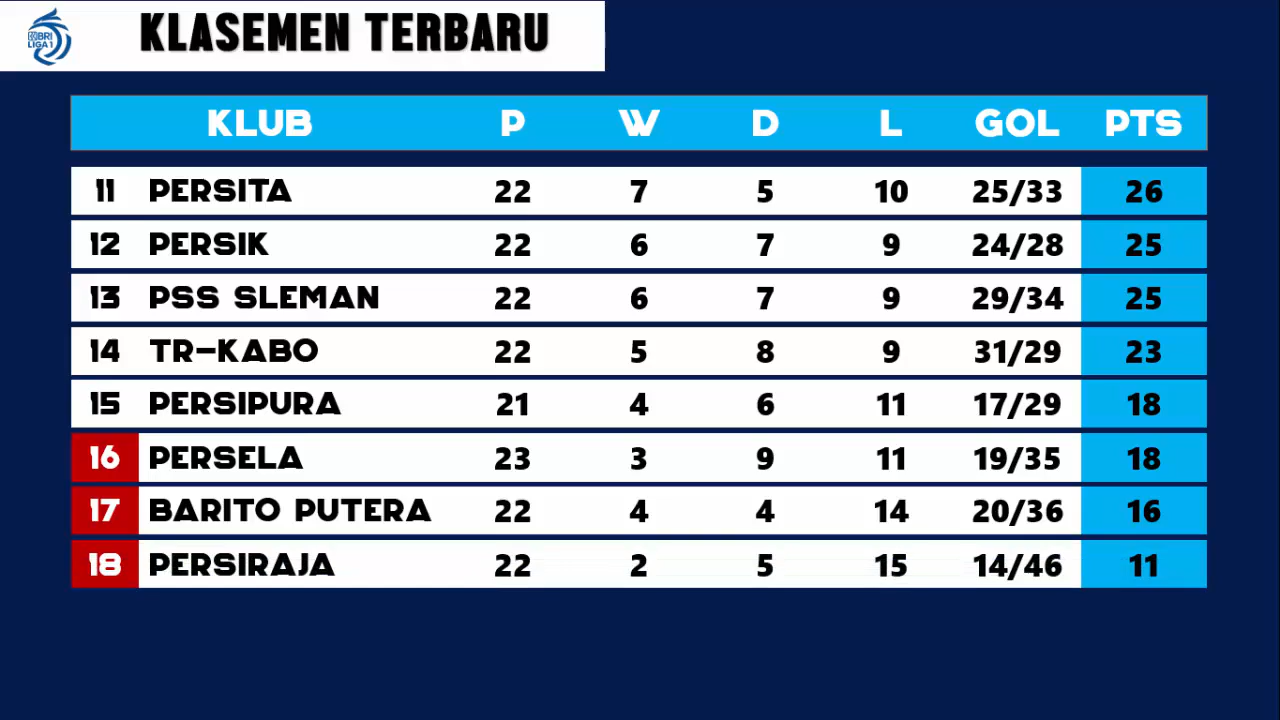 BRI
LIGA 1
KLASEMEN TERBARU
KLUB P W D L GOL PTS
11 PERSITA 22 7 5 10 25/33 26
12 PERSIK 22 6 7 9 24/28 25
13 PSS SLEMAN 22 6 7 9 29/34 25
14 TR-KABO 22 5 8 9 31/29 23
15 PERSIPURA 21 4 6 11 17/29 18
16 PERSELA 23 3 9 11 19/35 18
17 BARITO PUTERA 22 4 4 14 20/36 16
18 PERSIRAJA 22 2 5 15 14/46 11